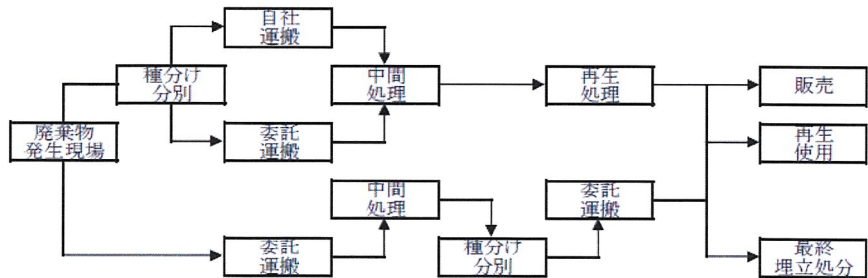 自社
運搬
種分け
分別
中間
処理
再生
処理
販売
廃棄物
発生現場
委託
運搬
再生
使用
中間
処理
委託
運搬
委託
運搬
種分け
分別
最終
埋立処分